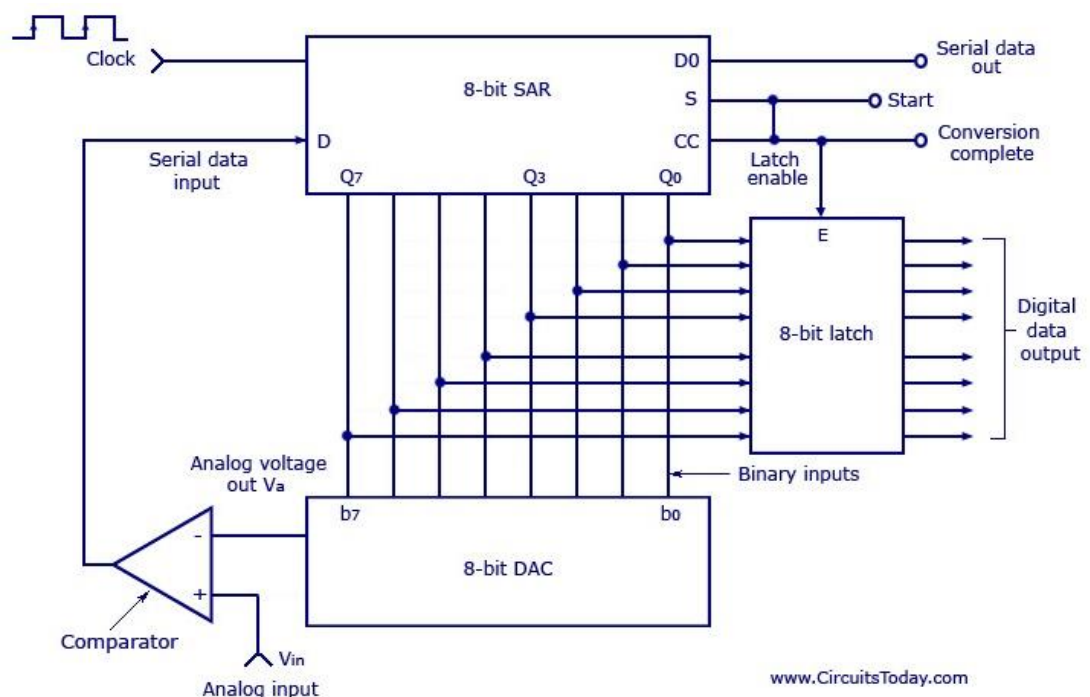 Clock
8-bit SAR
D0
Serial data
out
S
Start
D
CC
Conversion
complete
Serial data
input
Latch
enable
Q7
Q3
Q0
E
8-bit latch
Digital
data
output
Analog voltage
out Va
Binary inputs
b7
b0
-
8-bit DAC
+
Comparator
Vin
Analog input
www.CircuitsToday.com